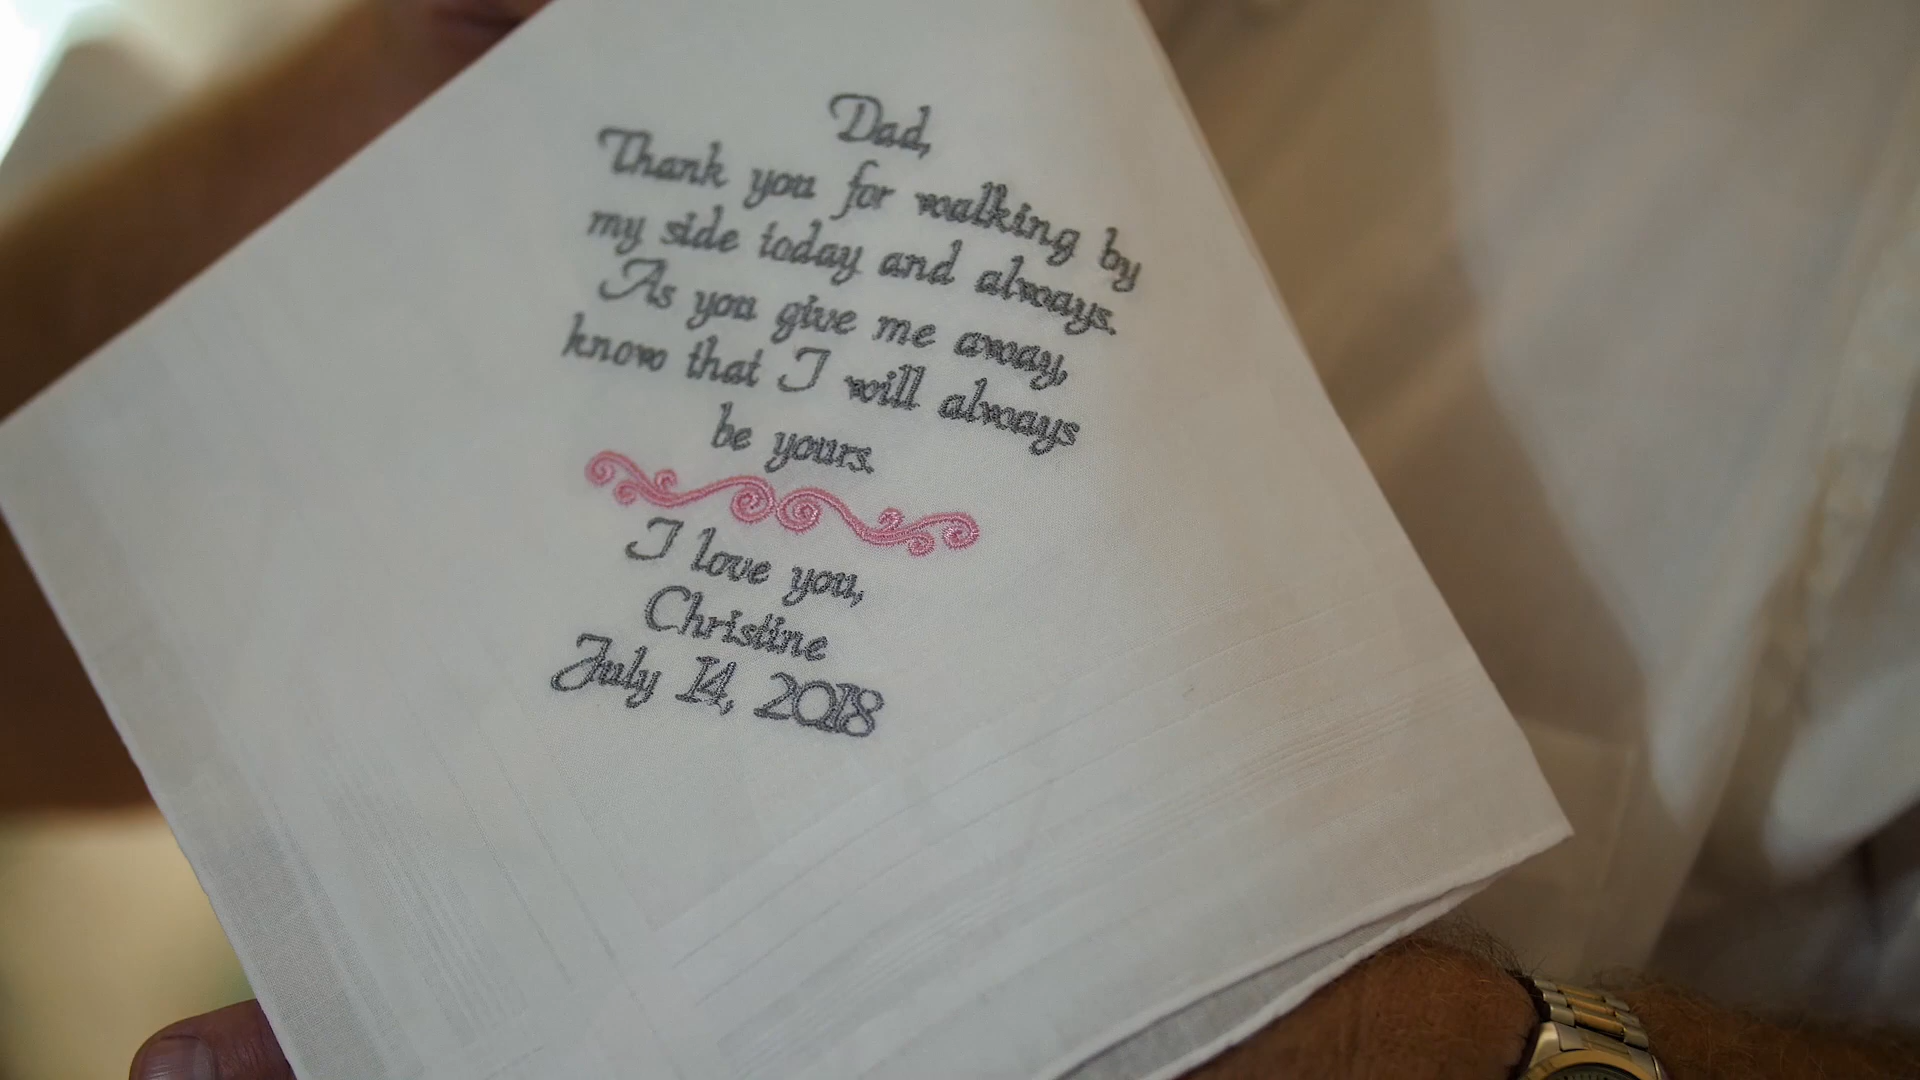 Dad,
Thank you for walking by
my side today and always.
As you give me away,
know that I will always
be yours.
I love you,
Christine
July 14, 2018